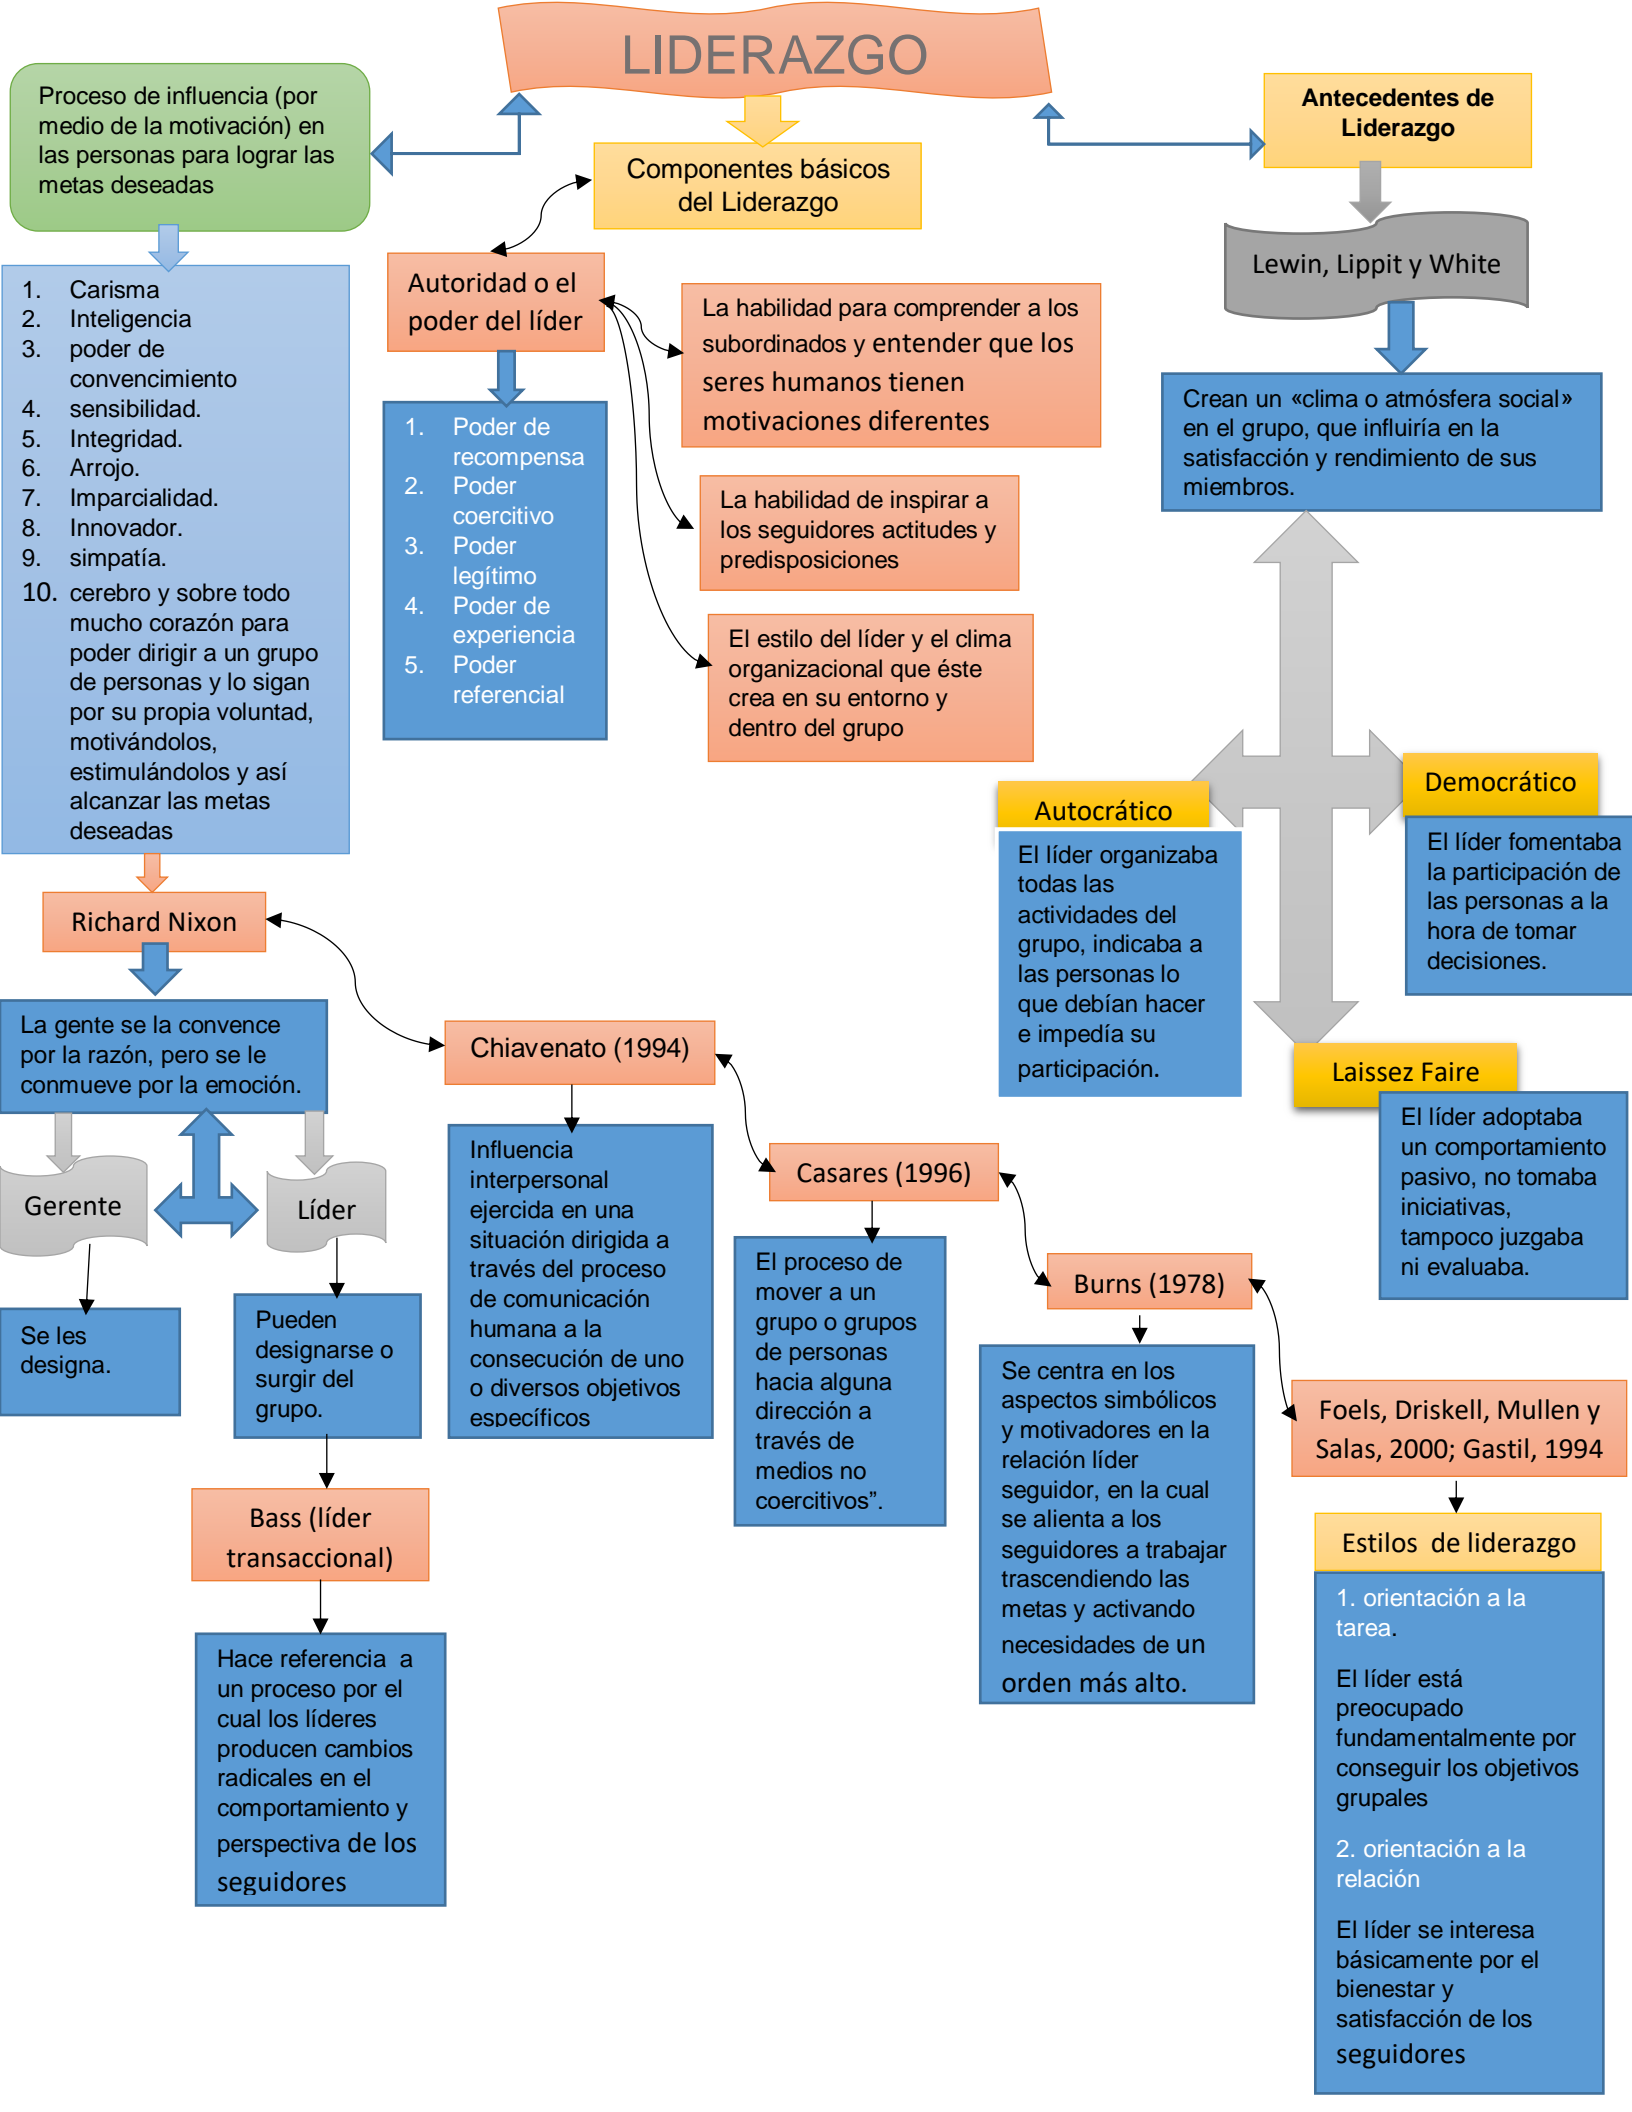 LIDERAZGO
Proceso de influencia (por
medio de la motivación) en
las personas para lograr las
metas deseadas
1. Carisma
2. Inteligencia
3. poder de
convencimiento
4. sensibilidad.
5. Integridad.
6. Arrojo.
7. Imparcialidad.
8. Innovador.
9. simpatía.
10. cerebro y sobre todo
mucho corazón para
poder dirigir a un grupo
de personas y lo sigan
por su propia voluntad,
motivándolos,
estimulándolos y así
alcanzar las metas
deseadas
Richard Nixon
La gente se la convence
por la razón, pero se le
conmueve por la emoción.
Gerente
Líder
Se les
designa.
Pueden
designarse o
surgir del
grupo.
Bass (líder
transaccional)
Hace referencia a
un proceso por el
cual los líderes
producen cambios
radicales en el
comportamiento y
perspectiva de los
seguidores
Componentes básicos
del Liderazgo
Autoridad o el
poder del líder
1. Poder de
recompensa
2. Poder
coercitivo
3. Poder
legítimo
4. Poder de
experiencia
5. Poder
referencial
La habilidad para comprender a los
subordinados y entender que los
seres humanos tienen
motivaciones diferentes
La habilidad de inspirar a
los seguidores actitudes y
predisposiciones
El estilo del líder y el clima
organizacional que éste
crea en su entorno y
dentro del grupo
Chiavenato (1994)
Influencia
interpersonal
ejercida en una
situación dirigida a
través del proceso
de comunicación
humana a la
consecución de uno
o diversos objetivos
específicos
Casares (1996)
El proceso de
mover a un
grupo o grupos
de personas
hacia alguna
dirección a
través de
medios no
coercitivos”.
Burns (1978)
Se centra en los
aspectos simbólicos
y motivadores en la
relación líder
seguidor, en la cual
se alienta a los
seguidores a trabajar
trascendiendo las
metas y activando
necesidades de un
orden más alto.
Foels, Driskell, Mullen y
Salas, 2000; Gastil, 1994
Estilos de liderazgo
1. orientación a la
tarea.
El líder está
preocupado
fundamentalmente por
conseguir los objetivos
grupales
2. orientación a la
relación
El líder se interesa
básicamente por el
bienestar y
satisfacción de los
seguidores
Antecedentes de
Liderazgo
Lewin, Lippit y White
Crean un «clima o atmósfera social»
en el grupo, que influiría en la
satisfacción y rendimiento de sus
miembros.
Autocrático
El líder organizaba
todas las
actividades del
grupo, indicaba a
las personas lo
que debían hacer
e impedía su
participación.
Democrático
El líder fomentaba
la participación de
las personas a la
hora de tomar
decisiones.
Laissez Faire
El líder adoptaba
un comportamiento
pasivo, no tomaba
iniciativas,
tampoco juzgaba
ni evaluaba.